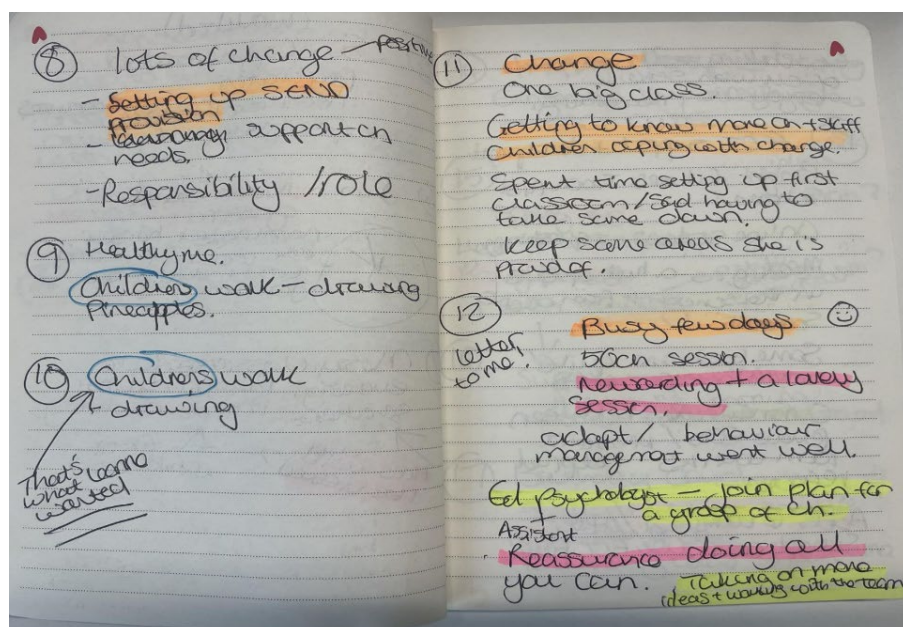 8 lots of change - positive
- Setting up SEND
provision
- support ch
needs.
- Responsibility / role
9 Healthy me.
Children walk - drawing
Pineapples.
10 Childrens walk
+ drawing
That's
what
wanted
11 Change
One big class.
Getting to know more ch + staff
Children coping with change.
Spent time setting up first
classroom / Sad having to
take some down.
Keep some areas she is
proud of.
12 Busy few days ☺
letter
to me.
50ch session.
Rewarding + a lovely
session.
adapt / behaviour
management went well.
Ed psychologist - join plan for
a group of ch.
Assistant
Reassurance doing all
you can.
Taking on more
ideas + working with the team